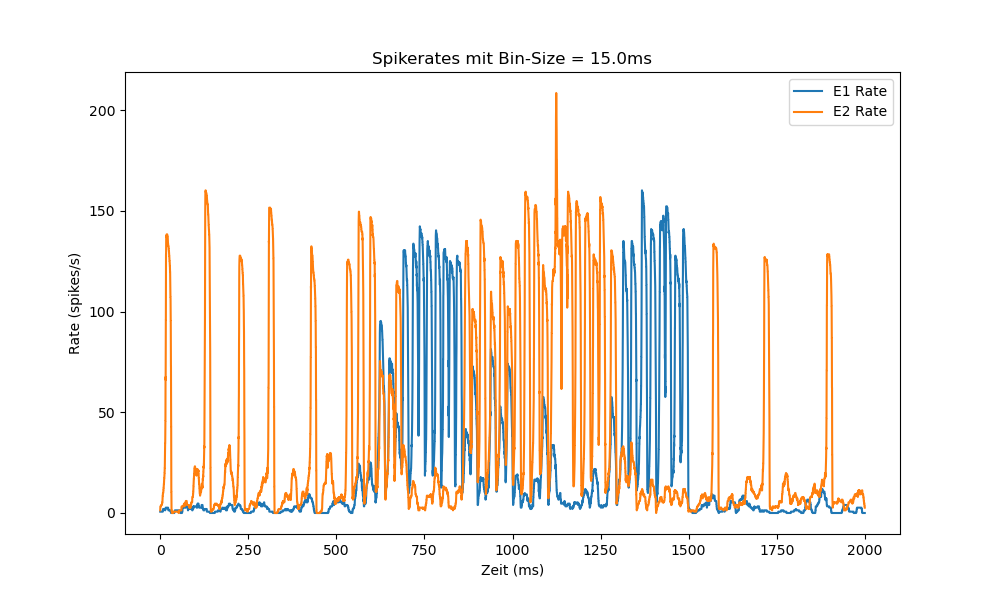 Spikerates mit Bin-Size = 15.0ms
E1 Rate
E2 Rate
200
150
100
50
0
Rate (spikes/s)
0 250 500 750 1000 1250 1500 1750 2000
Zeit (ms)